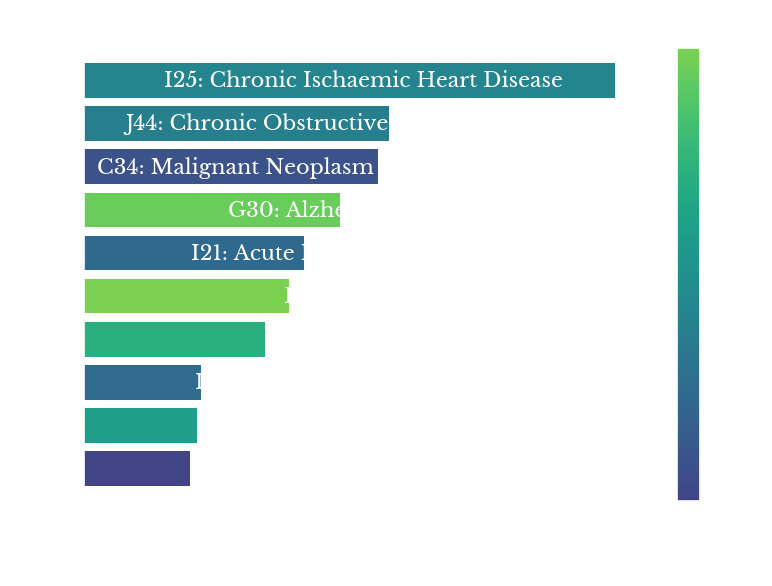 I25: Chronic Ischaemic Heart Disease
J44: Chronic Obstructive
C34: Malignant Neoplasm
G30: Alzhe
I21: Acute